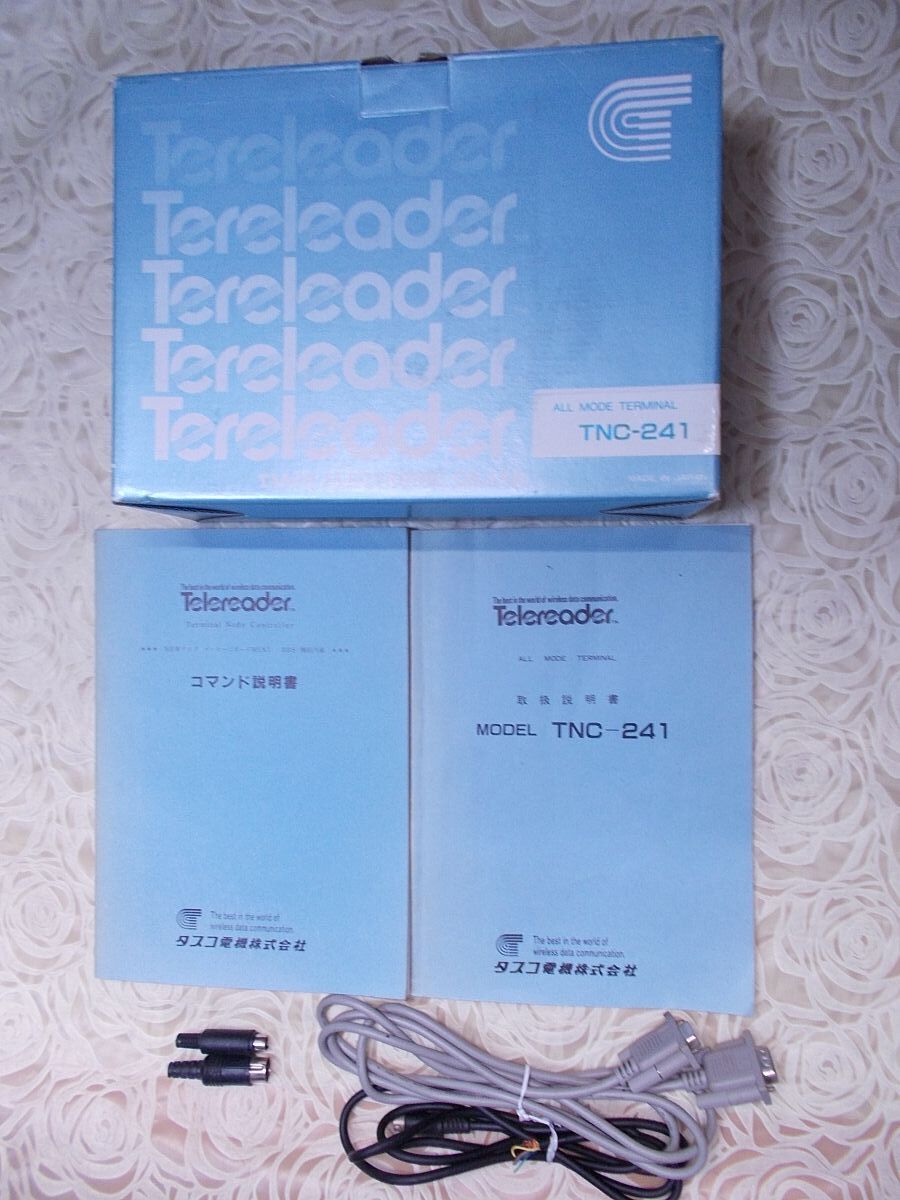 Tereleader
Tereleader
Tereleader
Tereleader
Tereleader
ALL MODE TERMINAL
TNC-241
MADE IN JAPAN
The best in the world of wireless data communication.
Telereader
Terminal Node Controller
コマンド説明書
The best in the world of
wireless data communication.
タスコ電機株式会社
The best in the world of wireless data communication.
Telereader
ALL MODE TERMINAL
取扱説明書
MODEL TNC-241
The best in the world of
wireless data communication.
タスコ電機株式会社